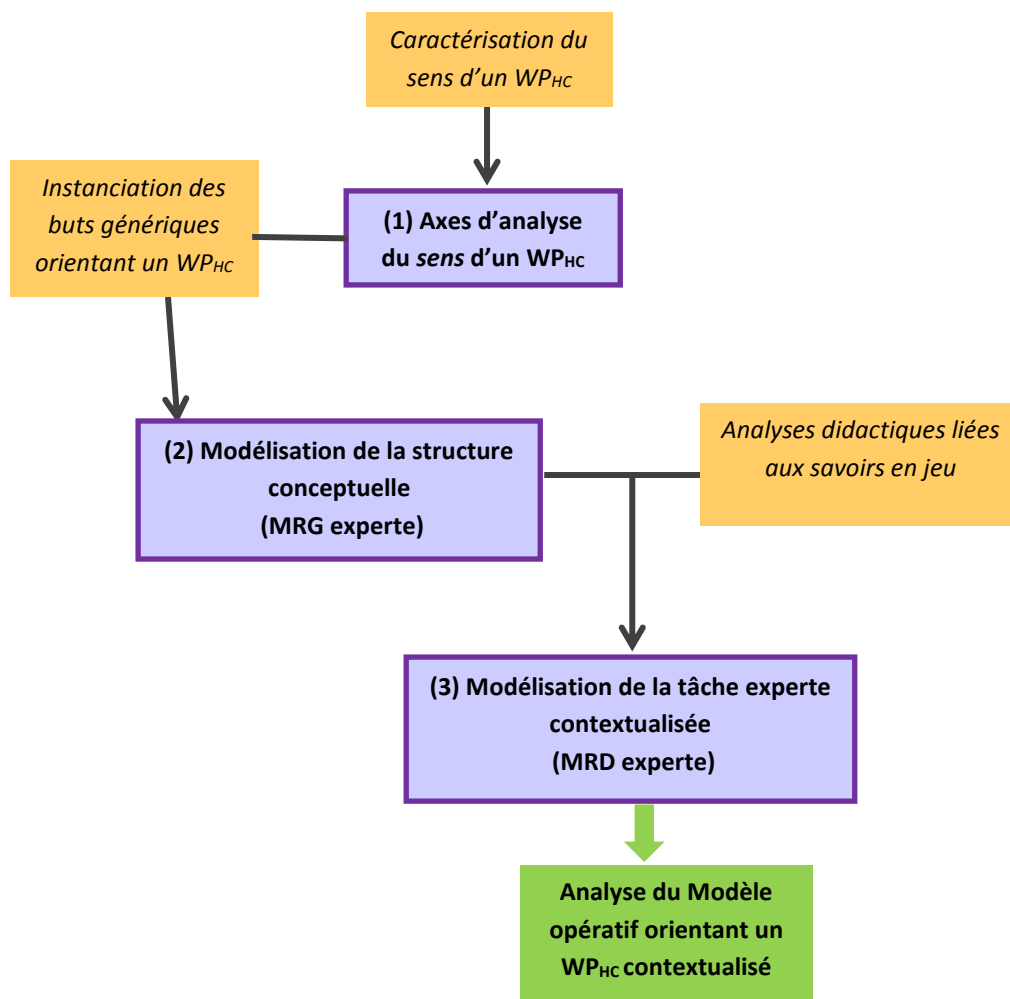 Caractérisation du
sens d'un WPHC
Instanciation des
buts génériques
orientant un WPHC
(1) Axes d'analyse
du sens d'un WPHC
(2) Modélisation de la structure
conceptuelle
(MRG experte)
Analyses didactiques liées
aux savoirs en jeu
(3) Modélisation de la tâche experte
contextualisée
(MRD experte)
Analyse du Modèle
opératif orientant un
WPHC contextualisé